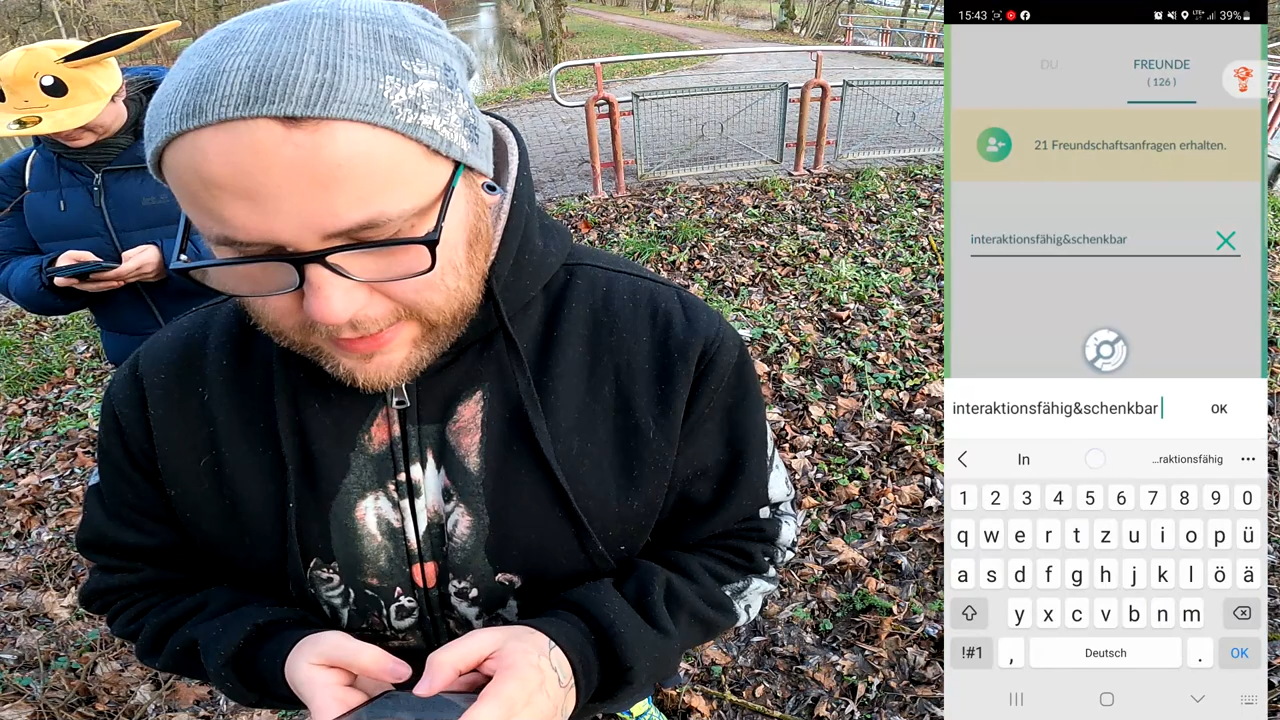 15:43
LTE+
39%
DU
FREUNDE
( 126 )
21 Freundschaftsanfragen erhalten.
interaktionsfähig&schenkbar
interaktionsfähig&schenkbar
OK
In
...raktionsfähig
1 2 3 4 5 6 7 8 9 0
q w e r t z u i o p ü
a s d f g h j k l ö ä
y x c v b n m
!#1 , Deutsch . OK